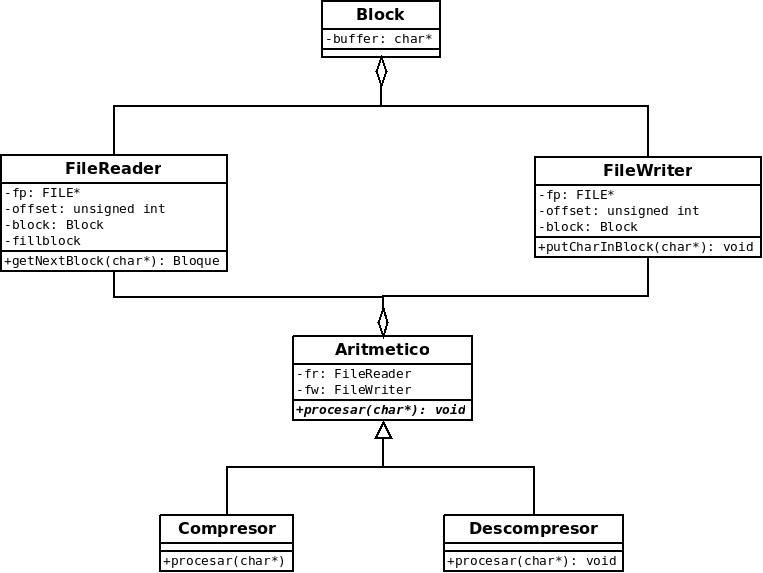 Block
-buffer: char*
FileReader
-fp: FILE*
-offset: unsigned int
-block: Block
-fillblock
+getNextBlock(char*): Bloque
FileWriter
-fp: FILE*
-offset: unsigned int
-block: Block
+putCharInBlock(char*): void
Aritmetico
-fr: FileReader
-fw: FileWriter
+procesar(char*): void
Compresor
+procesar(char*)
Descompresor
+procesar(char*): void